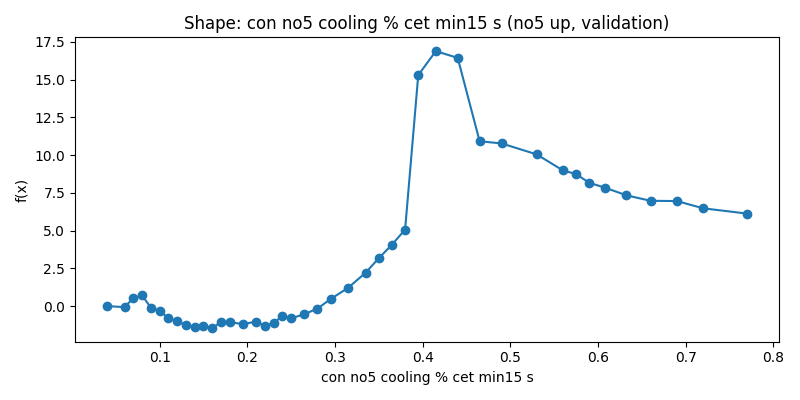 Shape: con no5 cooling % cet min15 s (no5 up, validation)
17.5
15.0
12.5
10.0
7.5
5.0
2.5
0.0
f(x)
0.1 0.2 0.3 0.4 0.5 0.6 0.7 0.8
con no5 cooling % cet min15 s